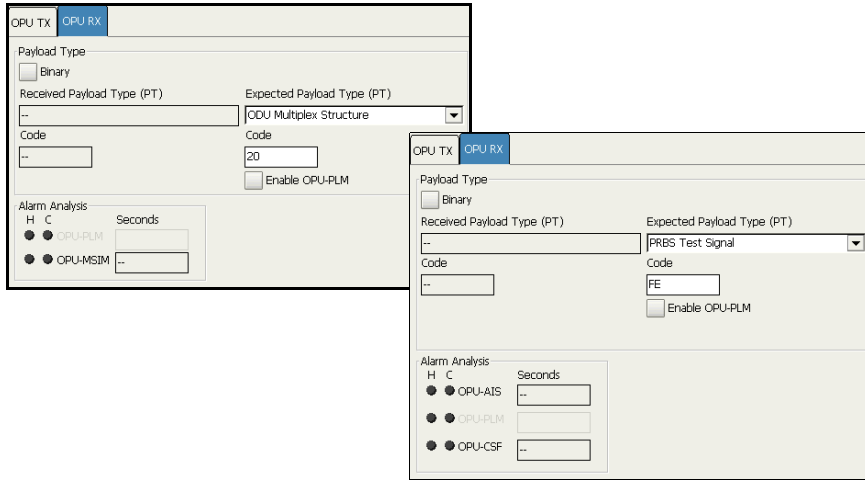 OPU TX OPU RX
Payload Type
Binary
Received Payload Type (PT) Expected Payload Type (PT)
-- ODU Multiplex Structure
Code Code
-- 20
Enable OPU-PLM
Alarm Analysis
H C Seconds
OPU-PLM
OPU-MSIM --
OPU TX OPU RX
Payload Type
Binary
Received Payload Type (PT) Expected Payload Type (PT)
-- PRBS Test Signal
Code Code
-- FE
Enable OPU-PLM
Alarm Analysis
H C Seconds
OPU-AIS --
OPU-PLM
OPU-CSF --